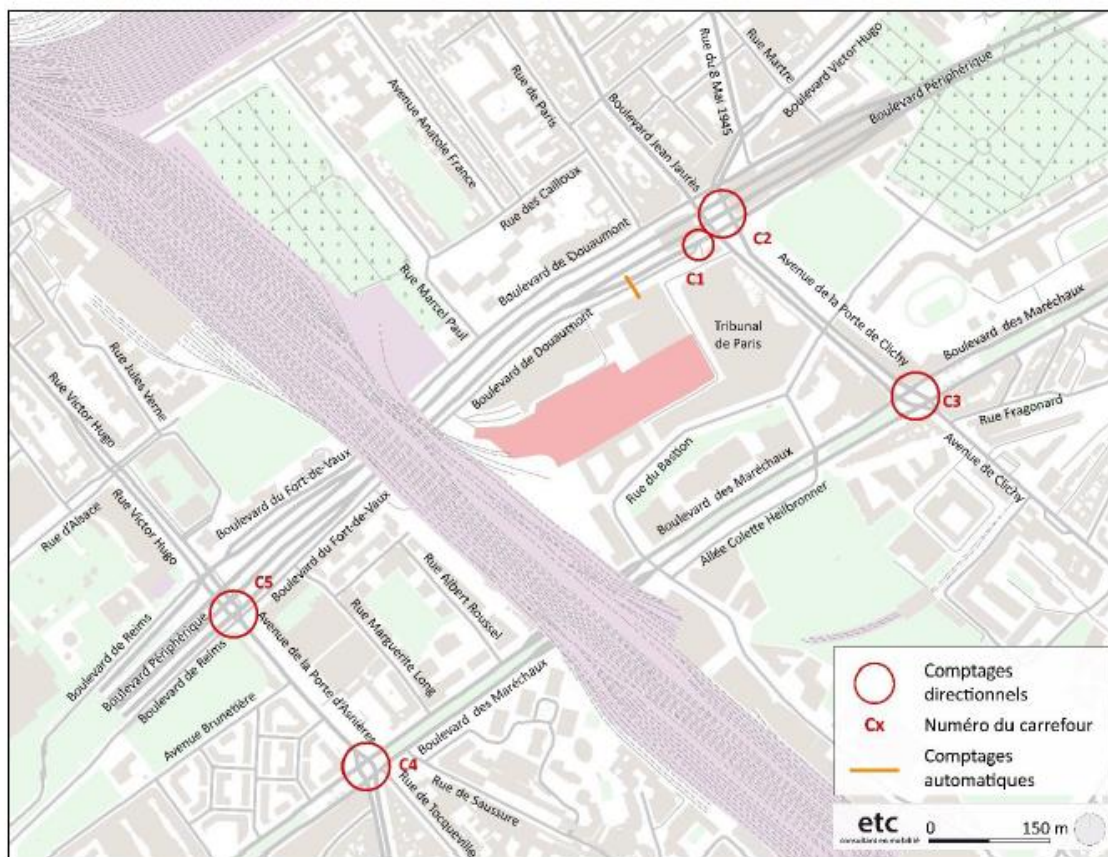 Rue Martre
Boulevard Victor Hugo
Rue du 8 Mai 1945
Boulevard Périphérique
Rue de Paris
Avenue Anatole France
Boulevard Jean Jaurès
Rue des Cailloux
C2
C1
Boulevard de Douaumont
Avenue de la Porte de Clichy
Rue Marcel Paul
Boulevard des Maréchaux
Tribunal
de Paris
Boulevard de Douaumont
Rue Jules Verne
Rue Victor Hugo
C3
Rue Fragonard
Avenue de Clichy
Rue du Bastion
Boulevard des Maréchaux
Allée Colette Heilbronner
Boulevard du Fort-de-Vaux
Rue d'Alsace
Rue Victor Hugo
Boulevard du Fort-de-Vaux
C5
Rue Albert Roussel
Rue Marguerite Long
Boulevard de Reims
Boulevard Périphérique
Boulevard de Reims
Avenue de la Porte d'Asnières
Avenue Brunetière
Boulevard des Maréchaux
C4
Rue de Saussure
Rue de Tocqueville
Comptages
directionnels
Cx Numéro du carrefour
Comptages
automatiques
etc
consultant en mobilité
0 150 m